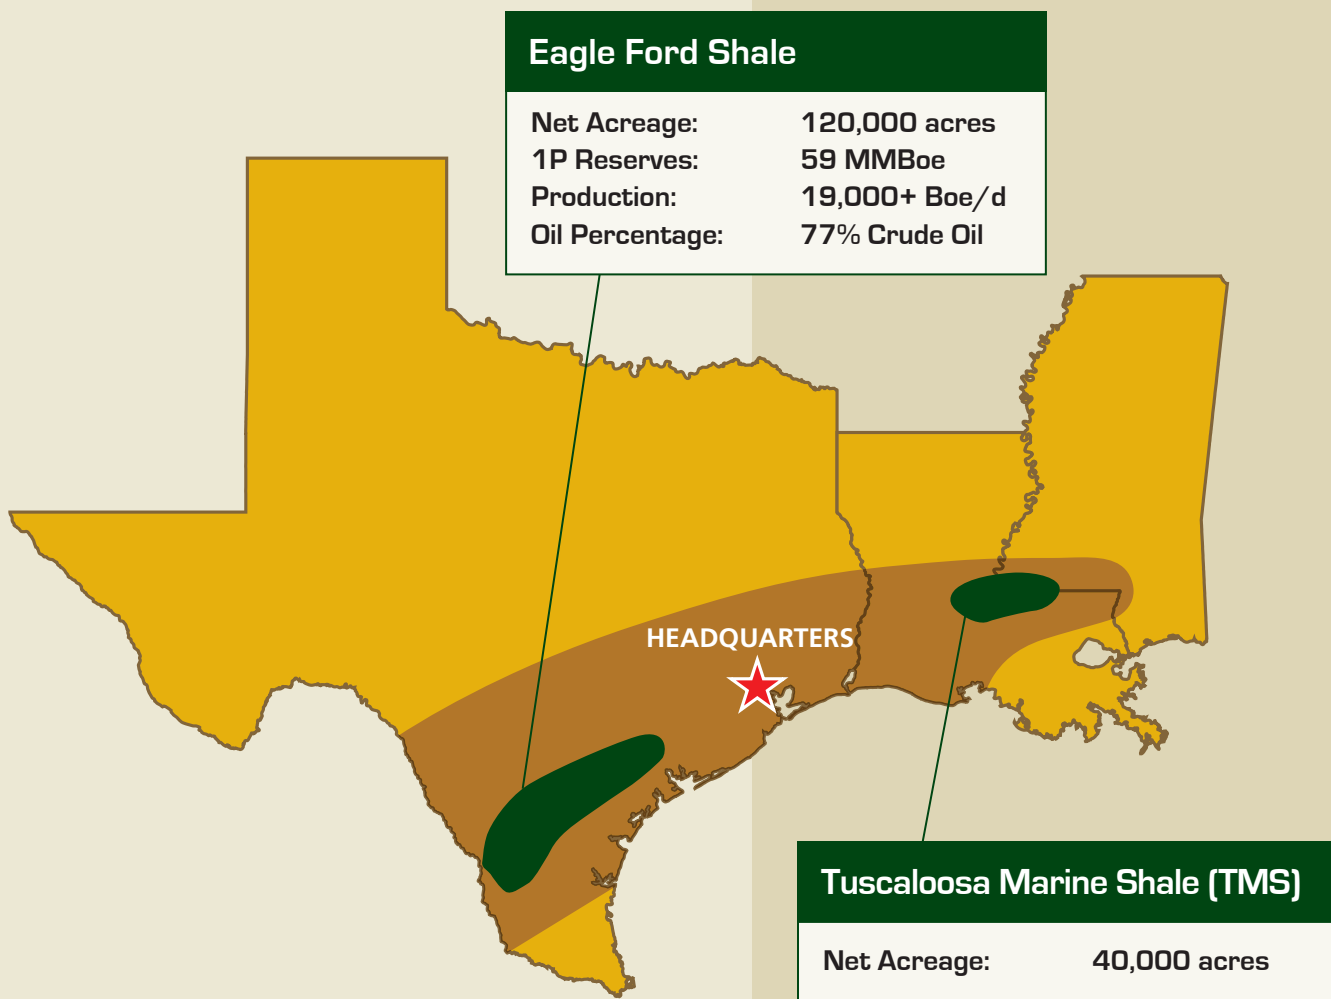 Eagle Ford Shale
Net Acreage: 120,000 acres
1P Reserves: 59 MMBoe
Production: 19,000+ Boe/d
Oil Percentage: 77% Crude Oil
HEADQUARTERS
Tuscaloosa Marine Shale (TMS)
Net Acreage: 40,000 acres